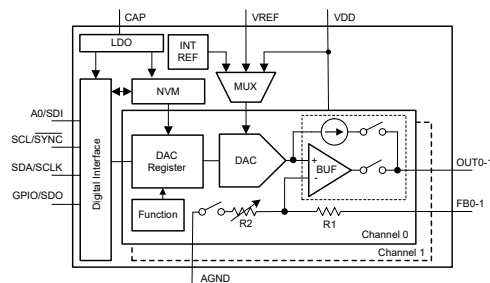 CAP
VREF
VDD
LDO
INT
REF
MUX
NVM
A0/SDI
SCL/SYNC
SDA/SCLK
GPIO/SDO
Digital Interface
DAC
Register
DAC
BUF
+
-
OUT0-1
FB0-1
Function
R2
R1
Channel 0
Channel 1
AGND